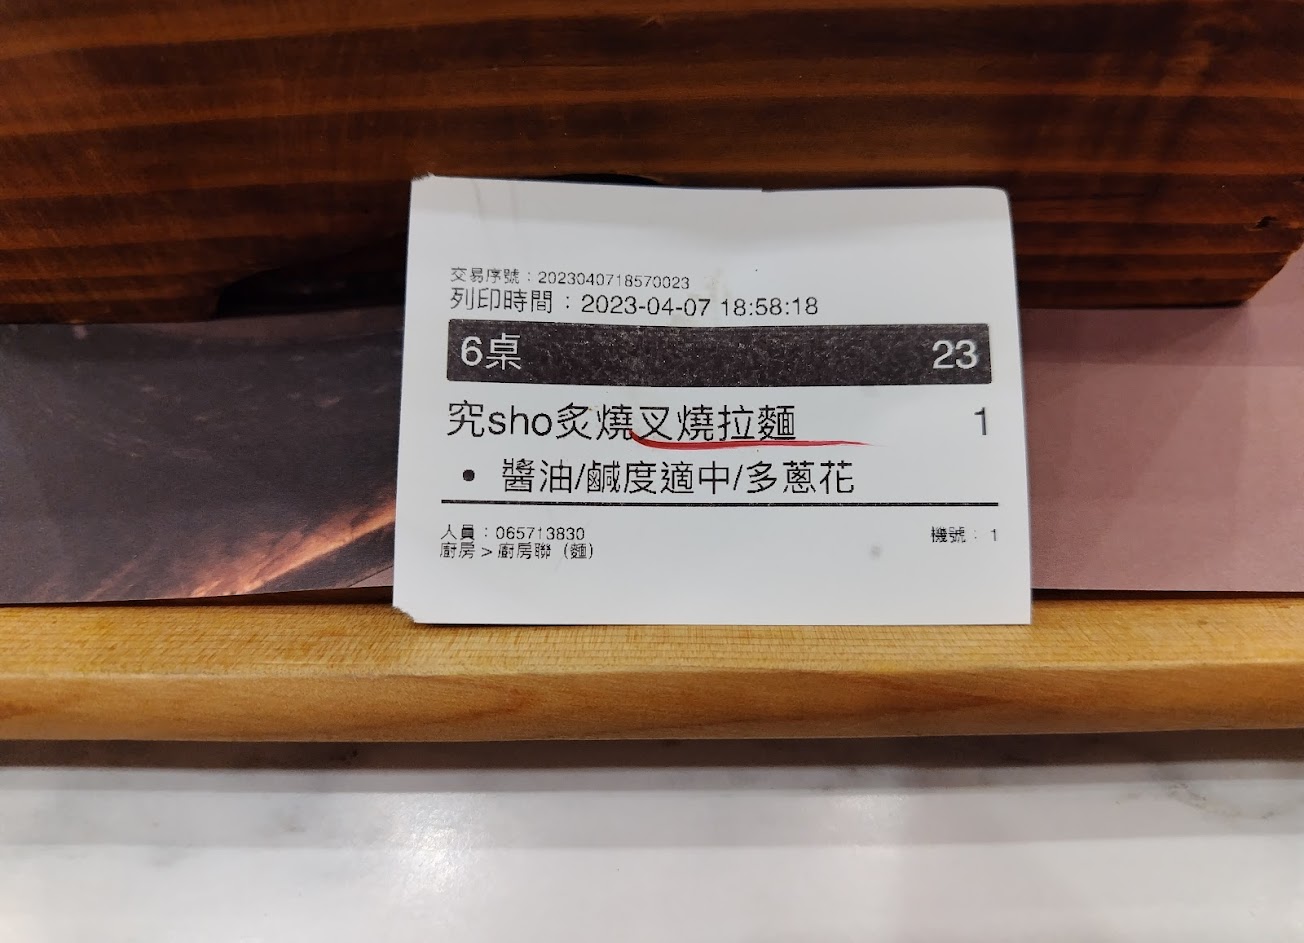 交易序號：2023040718570023
列印時間：2023-04-07 18:58:18
6桌 23
究sho炙燒叉燒拉麵 1
• 醬油/鹹度適中/多蔥花
人員：065713830 機號：1
廚房 > 廚房聯（麵）